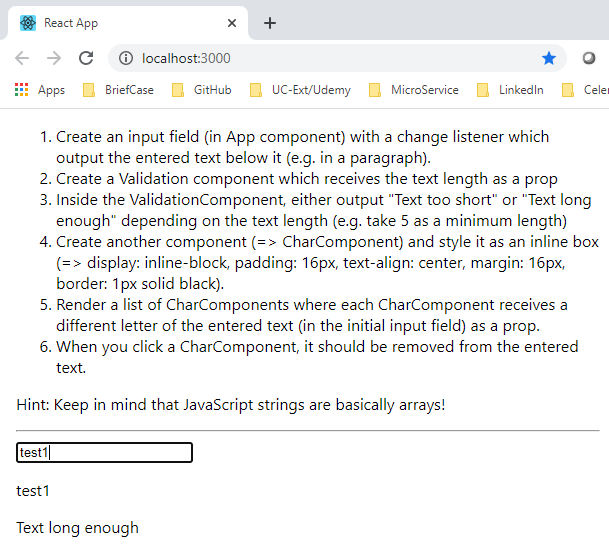 React App
localhost:3000
Apps BriefCase GitHub UC-Ext/Udemy MicroService LinkedIn Celer
1. Create an input field (in App component) with a change listener which
output the entered text below it (e.g. in a paragraph).
2. Create a Validation component which receives the text length as a prop
3. Inside the ValidationComponent, either output "Text too short" or "Text long
enough" depending on the text length (e.g. take 5 as a minimum length)
4. Create another component (=> CharComponent) and style it as an inline box
(=> display: inline-block, padding: 16px, text-align: center, margin: 16px,
border: 1px solid black).
5. Render a list of CharComponents where each CharComponent receives a
different letter of the entered text (in the initial input field) as a prop.
6. When you click a CharComponent, it should be removed from the entered
text.
Hint: Keep in mind that JavaScript strings are basically arrays!
test1
test1
Text long enough